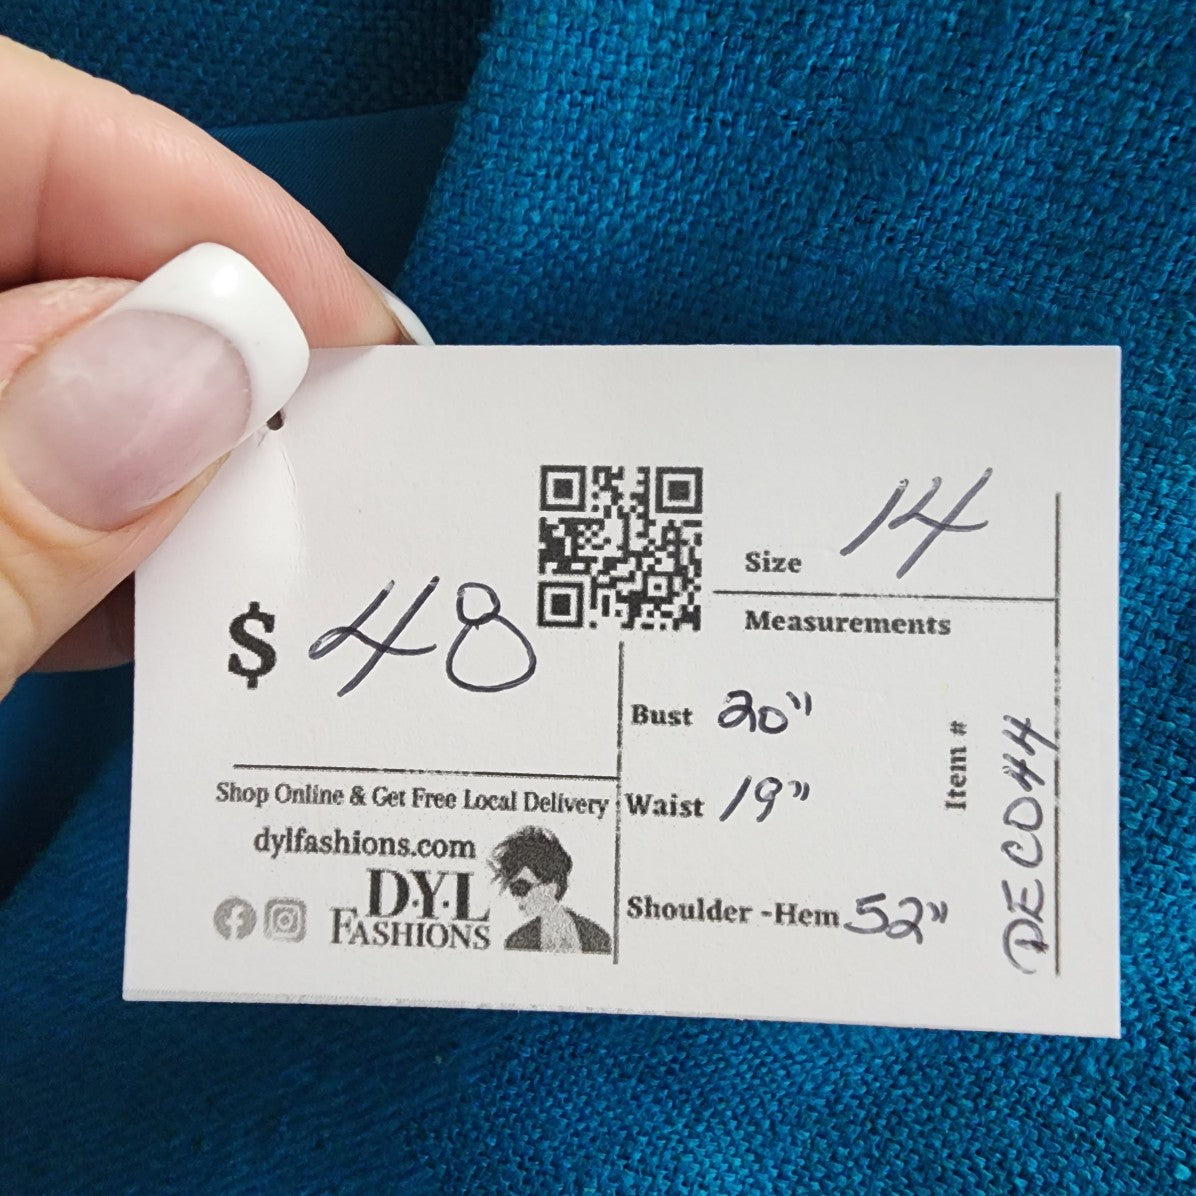 $ 48
Size 14
Measurements
Bust 20"
Waist 19"
Shoulder -Hem 52"
Item # DEC044
Shop Online & Get Free Local Delivery
dylfashions.com
D·Y·L
FASHIONS